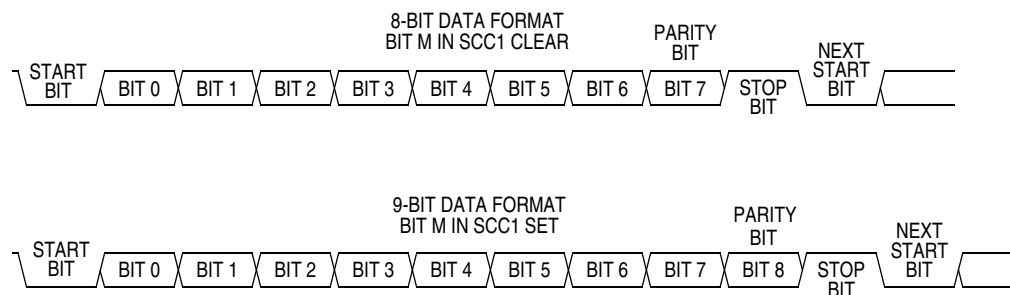 8-BIT DATA FORMAT
BIT M IN SCC1 CLEAR
PARITY
BIT
START
BIT
BIT 0
BIT 1
BIT 2
BIT 3
BIT 4
BIT 5
BIT 6
BIT 7
STOP
BIT
NEXT
START
BIT
9-BIT DATA FORMAT
BIT M IN SCC1 SET
PARITY
BIT
START
BIT
BIT 0
BIT 1
BIT 2
BIT 3
BIT 4
BIT 5
BIT 6
BIT 7
BIT 8
STOP
BIT
NEXT
START
BIT